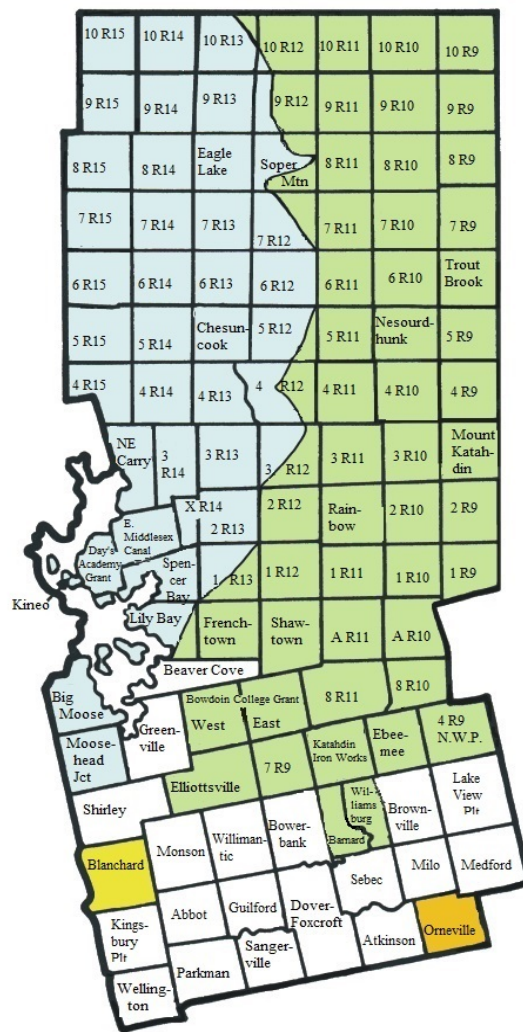 10 R15 10 R14 10 R13 10 R12 10 R11 10 R10 10 R9
9 R15 9 R14 9 R13 9 R12 9 R11 9 R10 9 R9
8 R15 8 R14 Eagle Lake Soper Mtn 8 R11 8 R10 8 R9
7 R15 7 R14 7 R13 7 R12 7 R11 7 R10 7 R9
6 R15 6 R14 6 R13 6 R12 6 R11 6 R10 Trout Brook
5 R15 5 R14 Chesun-cook 5 R12 5 R11 Nesourd-hunk 5 R9
4 R15 4 R14 4 R13 4 R12 4 R11 4 R10 4 R9
NE Carry 3 R14 3 R13 3 R12 3 R11 3 R10 Mount Katah-din
X R14 2 R13 2 R12 Rain-bow 2 R10 2 R9
E. Middlesex Canal
Day's Academy Grant
Spen-cer Bay
1 R13 1 R12 1 R11 1 R10 1 R9
Kineo
Lily Bay
French-town
Shaw-town
A R11 A R10
Beaver Cove
Big Moose
Green-ville
Bowdoin College Grant
West East
8 R11 8 R10
Moose-head Jct
Elliottsville
7 R9
Katahdin Iron Works
Ebee-mee
4 R9 N.W.P.
Shirley
Monson
Williman-tic
Bower-bank
Barnard
Wil-liams burg
Brown-ville
Lake View Plt
Blanchard
Abbot
Guilford
Dover-Foxcroft
Sebec
Milo
Medford
Kings-bury Plt
Parkman
Sanger-ville
Atkinson
Orneville
Welling-ton